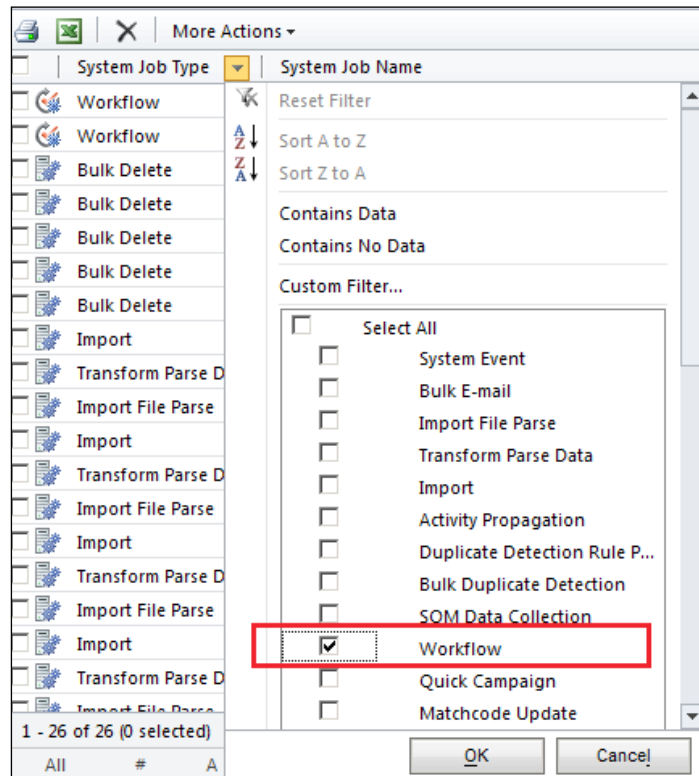 More Actions
System Job Type
System Job Name
Workflow
Workflow
Bulk Delete
Bulk Delete
Bulk Delete
Bulk Delete
Bulk Delete
Import
Transform Parse D
Import File Parse
Import
Transform Parse D
Import File Parse
Import
Transform Parse D
Import File Parse
Import
Transform Parse D
Import File Parse
1 - 26 of 26 (0 selected)
All # A
Reset Filter
Sort A to Z
Sort Z to A
Contains Data
Contains No Data
Custom Filter...
Select All
System Event
Bulk E-mail
Import File Parse
Transform Parse Data
Import
Activity Propagation
Duplicate Detection Rule P...
Bulk Duplicate Detection
SOM Data Collection
Workflow
Quick Campaign
Matchcode Update
OK
Cancel